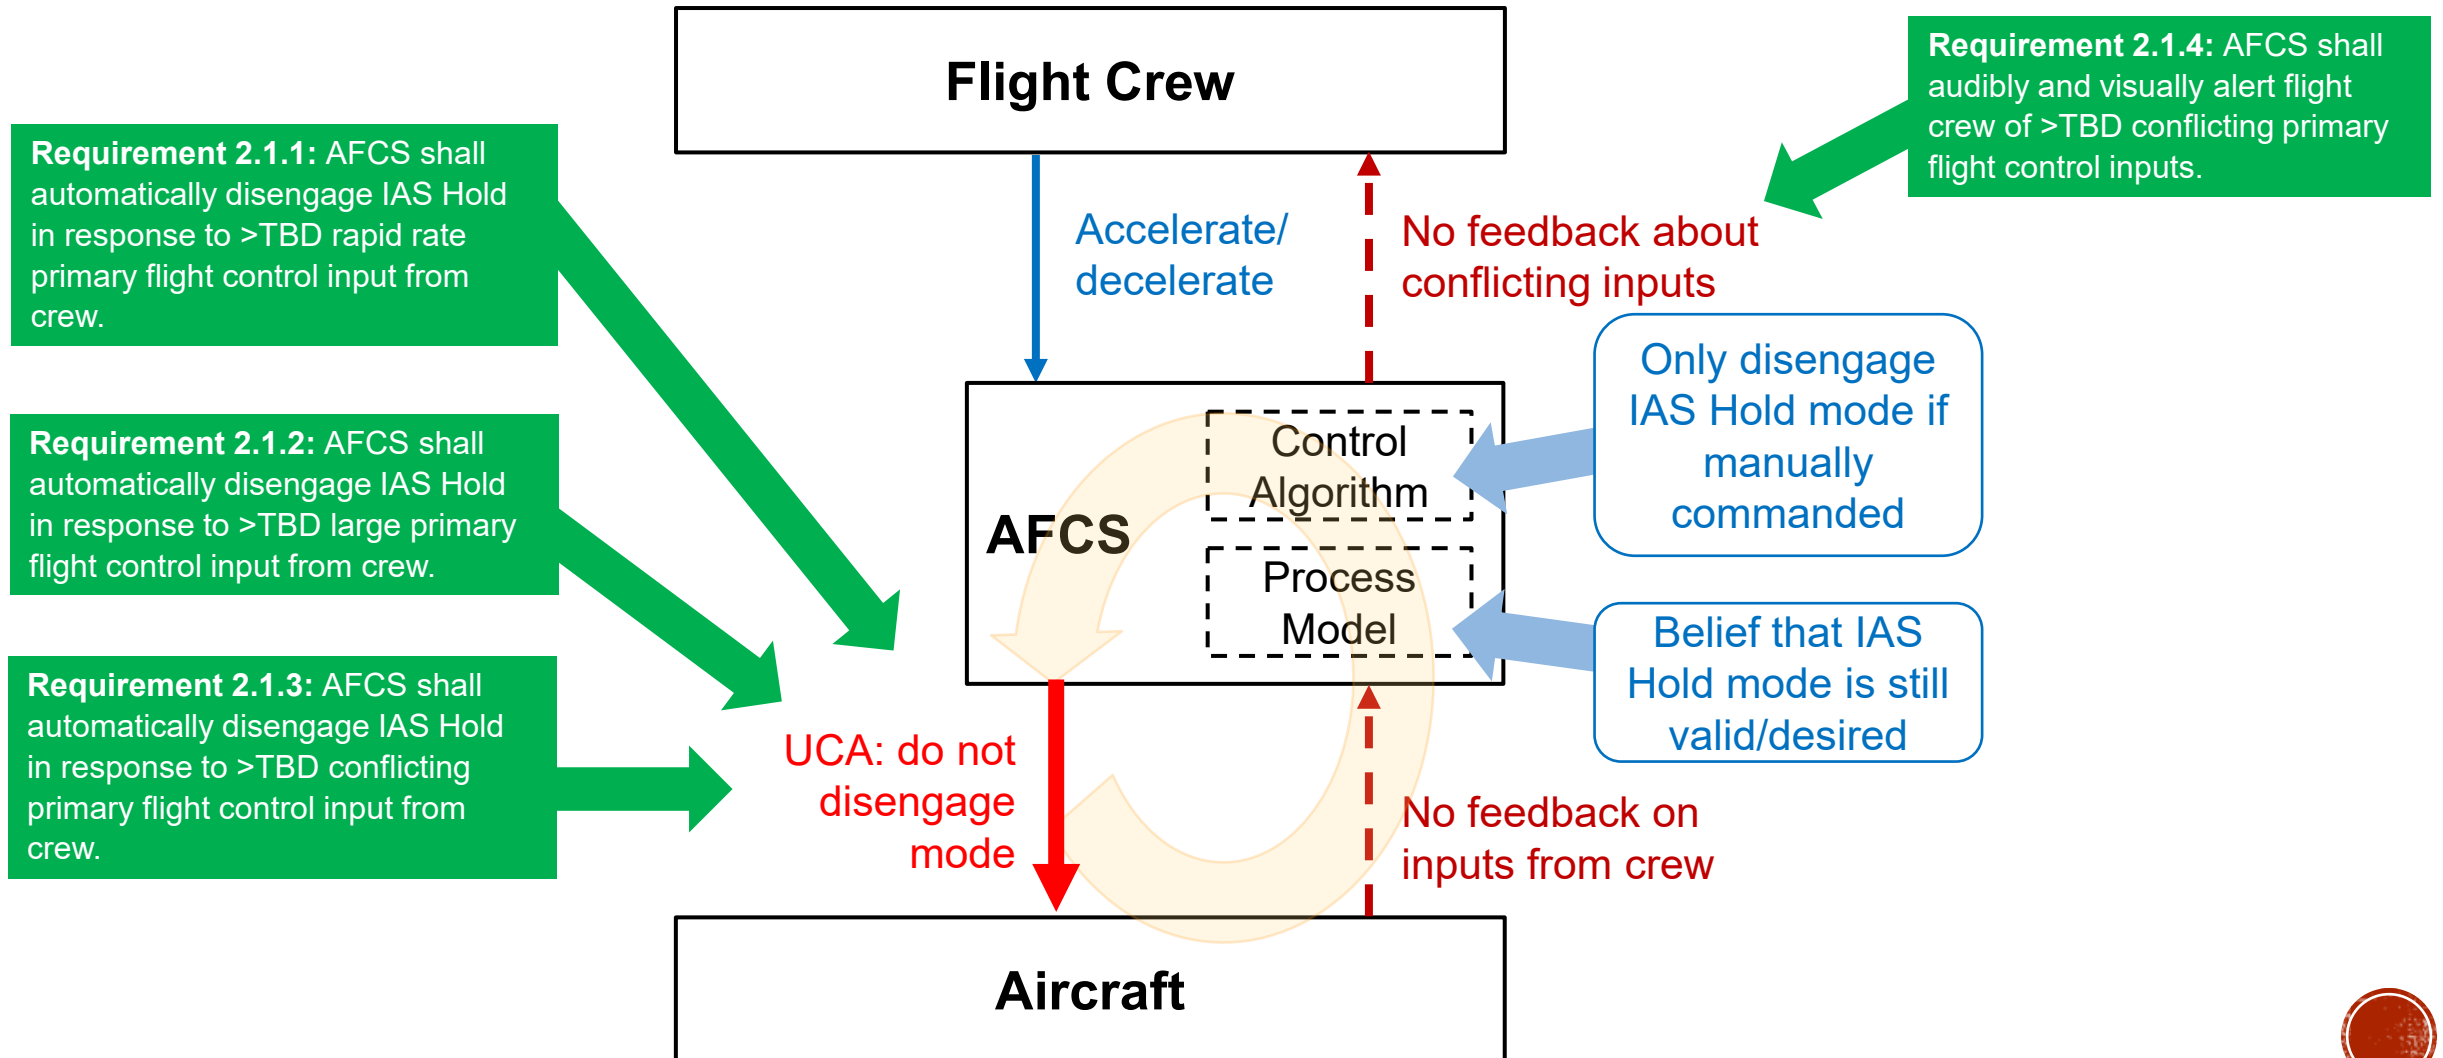 Flight Crew
Requirement 2.1.4: AFCS shall
audibly and visually alert flight
crew of >TBD conflicting primary
flight control inputs.
Requirement 2.1.1: AFCS shall
automatically disengage IAS Hold
in response to >TBD rapid rate
primary flight control input from
crew.
Accelerate/
decelerate
No feedback about
conflicting inputs
Only disengage
IAS Hold mode if
manually
commanded
Requirement 2.1.2: AFCS shall
automatically disengage IAS Hold
in response to >TBD large primary
flight control input from crew.
AFCS
Control
Algorithm
Process
Model
Belief that IAS
Hold mode is still
valid/desired
Requirement 2.1.3: AFCS shall
automatically disengage IAS Hold
in response to >TBD conflicting
primary flight control input from
crew.
UCA: do not
disengage
mode
No feedback on
inputs from crew
Aircraft